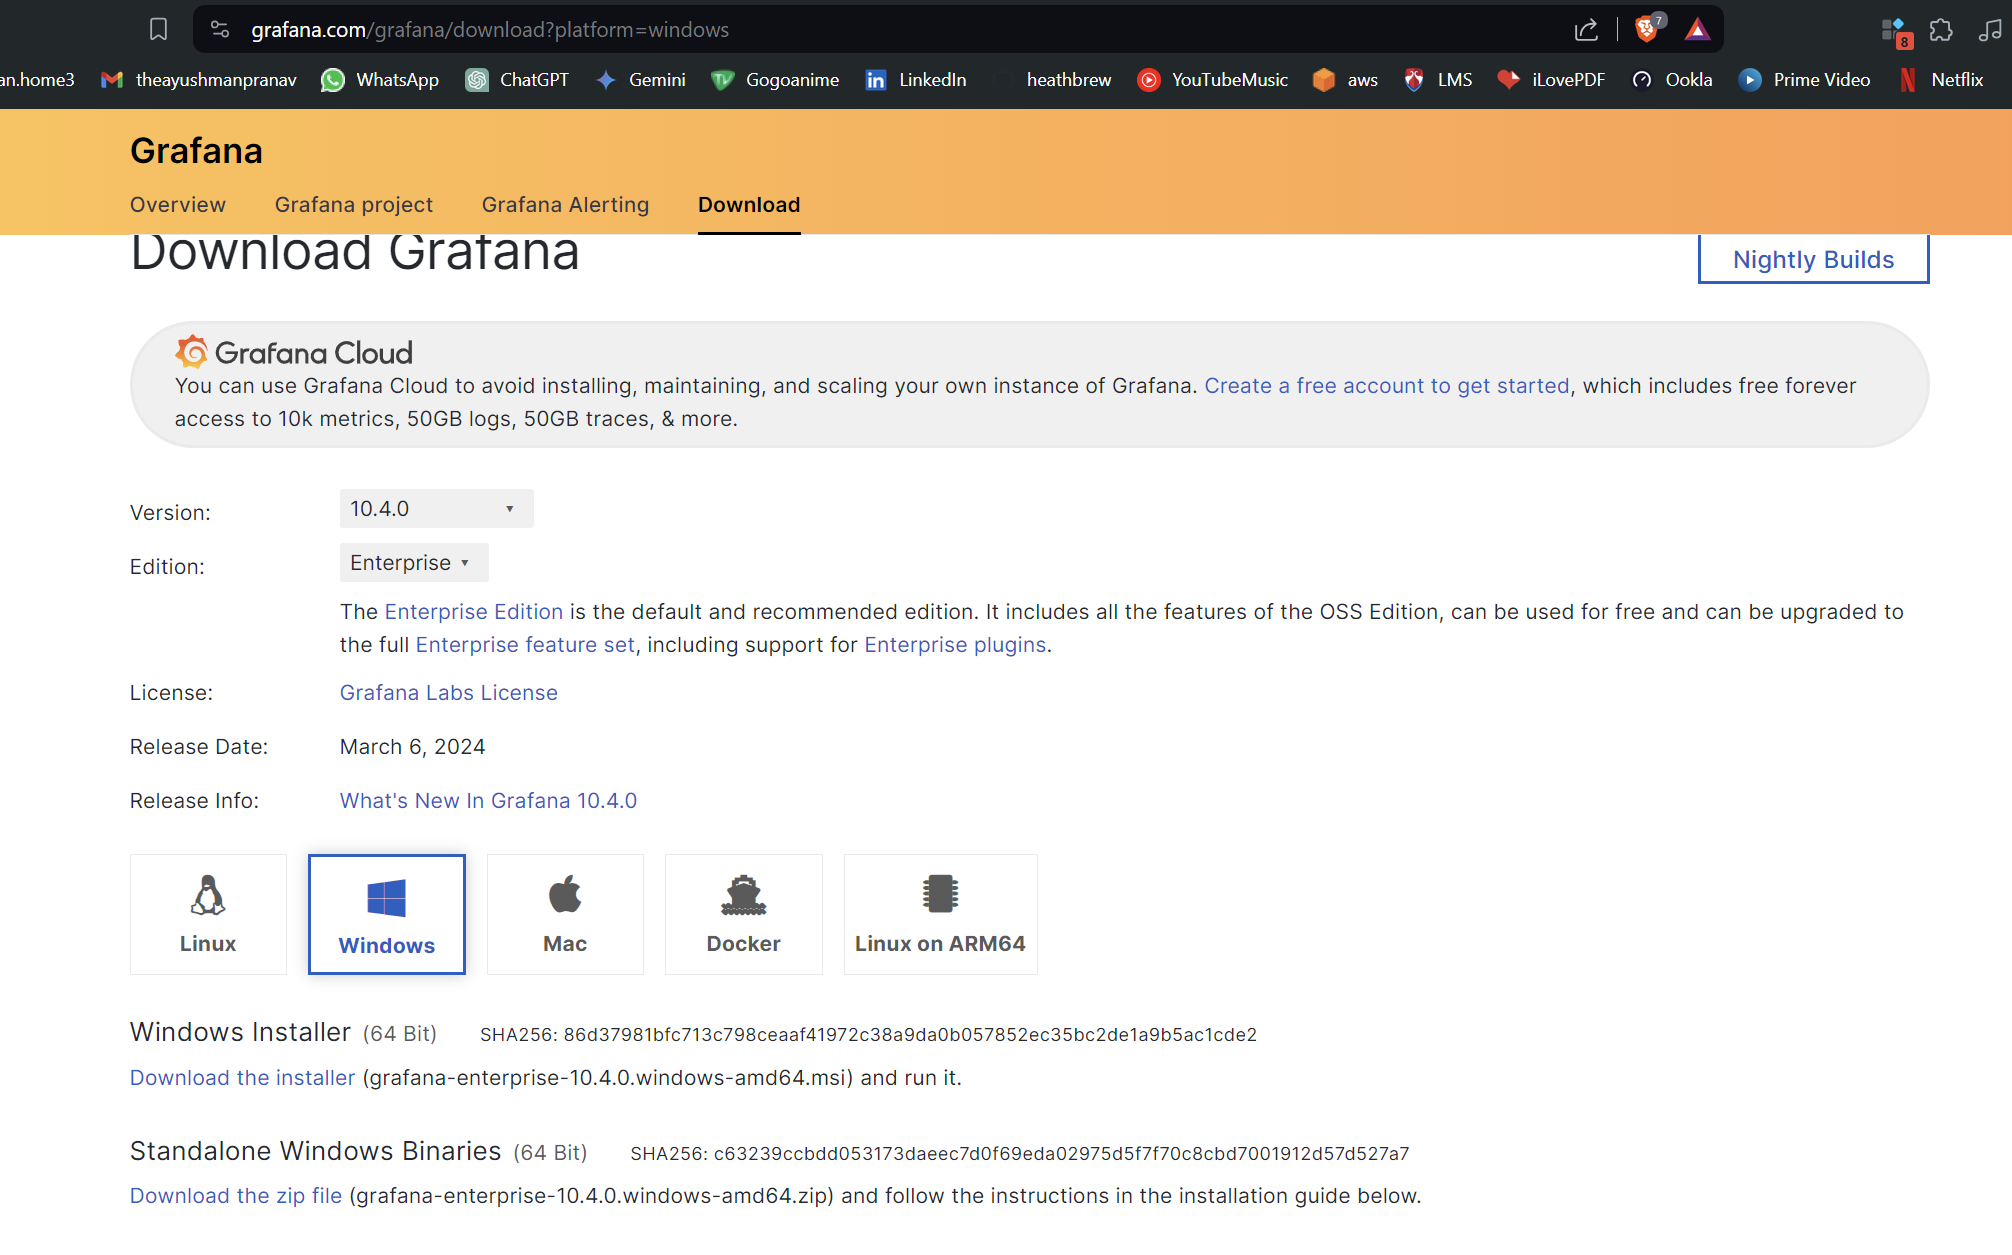 grafana.com/grafana/download?platform=windows
7
8
an.home3 theayushmanpranav WhatsApp ChatGPT Gemini Gogoanime LinkedIn heathbrew YouTubeMusic aws LMS iLovePDF Ookla Prime Video Netflix
Grafana
Overview Grafana project Grafana Alerting Download
Download Grafana
Nightly Builds
Grafana Cloud
You can use Grafana Cloud to avoid installing, maintaining, and scaling your own instance of Grafana. Create a free account to get started, which includes free forever
access to 10k metrics, 50GB logs, 50GB traces, & more.
Version: 10.4.0
Edition: Enterprise
The Enterprise Edition is the default and recommended edition. It includes all the features of the OSS Edition, can be used for free and can be upgraded to
the full Enterprise feature set, including support for Enterprise plugins.
License: Grafana Labs License
Release Date: March 6, 2024
Release Info: What's New In Grafana 10.4.0
Linux Windows Mac Docker Linux on ARM64
Windows Installer (64 Bit) SHA256: 86d37981bfc713c798ceaaf41972c38a9da0b057852ec35bc2de1a9b5ac1cde2
Download the installer (grafana-enterprise-10.4.0.windows-amd64.msi) and run it.
Standalone Windows Binaries (64 Bit) SHA256: c63239ccbdd053173daeec7d0f69eda02975d5f7f70c8cbd7001912d57d527a7
Download the zip file (grafana-enterprise-10.4.0.windows-amd64.zip) and follow the instructions in the installation guide below.